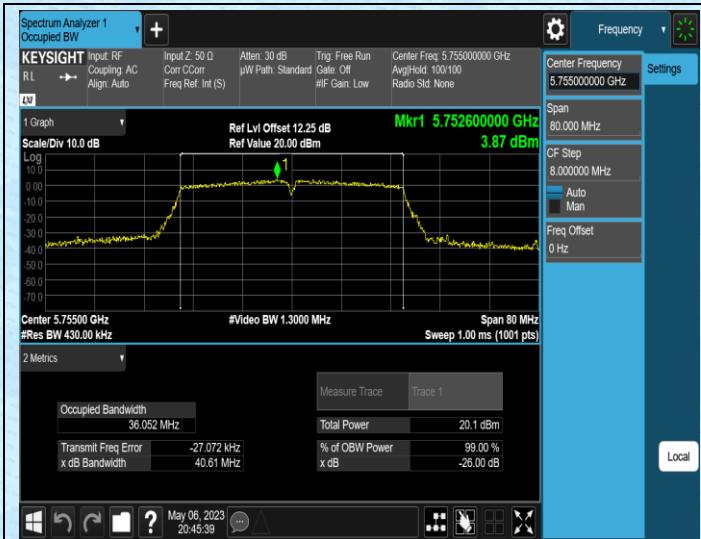 Spectrum Analyzer 1
Occupied BW
+
Frequency
KEYSIGHT
RL
LXI
Input: RF
Coupling: AC
Align: Auto
Input Z: 50 Ω
Corr CCorr
Freq Ref: Int (S)
Atten: 30 dB
µW Path: Standard
Trig: Free Run
Gate: Off
#IF Gain: Low
Center Freq: 5.755000000 GHz
Avg|Hold: 100/100
Radio Std: None
Center Frequency
5.755000000 GHz
Settings
Span
80.000 MHz
CF Step
8.000000 MHz
Auto
Man
Freq Offset
0 Hz
Local
1 Graph
Scale/Div 10.0 dB
Ref Lvl Offset 12.25 dB
Ref Value 20.00 dBm
Mkr1 5.752600000 GHz
3.87 dBm
Log
10.0
0.00
-10.0
-20.0
-30.0
-40.0
-50.0
-60.0
-70.0
1
Center 5.75500 GHz
#Res BW 430.00 kHz
#Video BW 1.3000 MHz
Span 80 MHz
Sweep 1.00 ms (1001 pts)
2 Metrics
Measure Trace Trace 1
Occupied Bandwidth
36.052 MHz
Total Power 20.1 dBm
Transmit Freq Error -27.072 kHz
% of OBW Power 99.00 %
x dB Bandwidth 40.61 MHz
x dB -26.00 dB
?
May 06, 2023
20:45:39